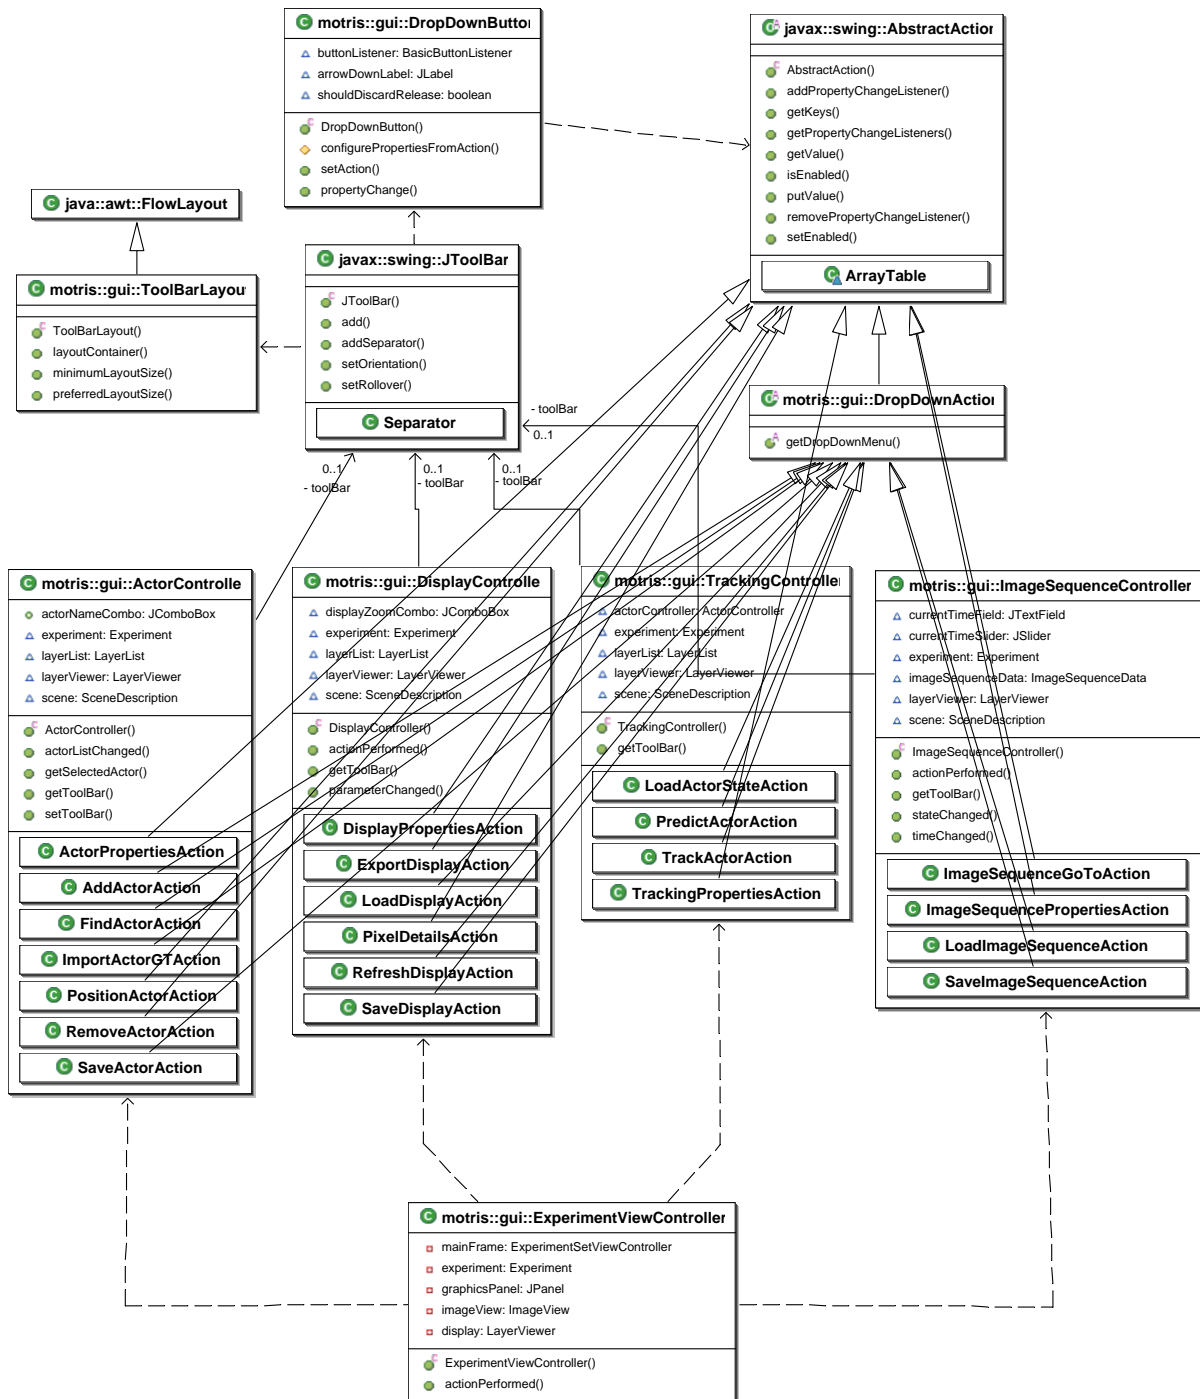 motris::gui::DropDownButton
buttonListener: BasicButtonListener
arrowDownLabel: JLabel
shouldDiscardRelease: boolean
DropDownButton()
configurePropertiesFromAction()
setAction()
propertyChange()
javax::swing::AbstractAction
AbstractAction()
addPropertyChangeListener()
getKeys()
getPropertyChangeListeners()
getValue()
isEnabled()
putValue()
removePropertyChangeListener()
setEnabled()
ArrayTable
java::awt::FlowLayout
motris::gui::ToolBarLayout
ToolBarLayout()
layoutContainer()
minimumLayoutSize()
preferredLayoutSize()
javax::swing::JToolBar
JToolBar()
add()
addSeparator()
setOrientation()
setRollover()
Separator
- toolBar
0..1
motris::gui::DropDownAction
getDropDownMenu()
0..1
- toolBar
0..1
- toolBar
0..1
- toolBar
motris::gui::ActorControlle
actorNameCombo: JComboBox
experiment: Experiment
layerList: LayerList
layerViewer: LayerViewer
scene: SceneDescription
ActorController()
actorListChanged()
getSelectedActor()
getToolBar()
setToolBar()
ActorPropertiesAction
AddActorAction
FindActorAction
ImportActorGTAction
PositionActorAction
RemoveActorAction
SaveActorAction
motris::gui::DisplayControlle
displayZoomCombo: JComboBox
experiment: Experiment
layerList: LayerList
layerViewer: LayerViewer
scene: SceneDescription
DisplayController()
actionPerformed()
getToolBar()
parameterChanged()
DisplayPropertiesAction
ExportDisplayAction
LoadDisplayAction
PixelDetailsAction
RefreshDisplayAction
SaveDisplayAction
motris::gui::TrackingController
actorController: ActorController
experiment: Experiment
layerList: LayerList
layerViewer: LayerViewer
scene: SceneDescription
TrackingController()
getToolBar()
LoadActorStateAction
PredictActorAction
TrackActorAction
TrackingPropertiesAction
motris::gui::ImageSequenceController
currentTimeField: JTextField
currentTimeSlider: JSlider
experiment: Experiment
imageSequenceData: ImageSequenceData
layerViewer: LayerViewer
scene: SceneDescription
ImageSequenceController()
actionPerformed()
getToolBar()
stateChanged()
timeChanged()
ImageSequenceGoToAction
ImageSequencePropertiesAction
LoadImageSequenceAction
SaveImageSequenceAction
motris::gui::ExperimentViewController
mainFrame: ExperimentSetViewController
experiment: Experiment
graphicsPanel: JPanel
imageView: ImageView
display: LayerViewer
ExperimentViewController()
actionPerformed()